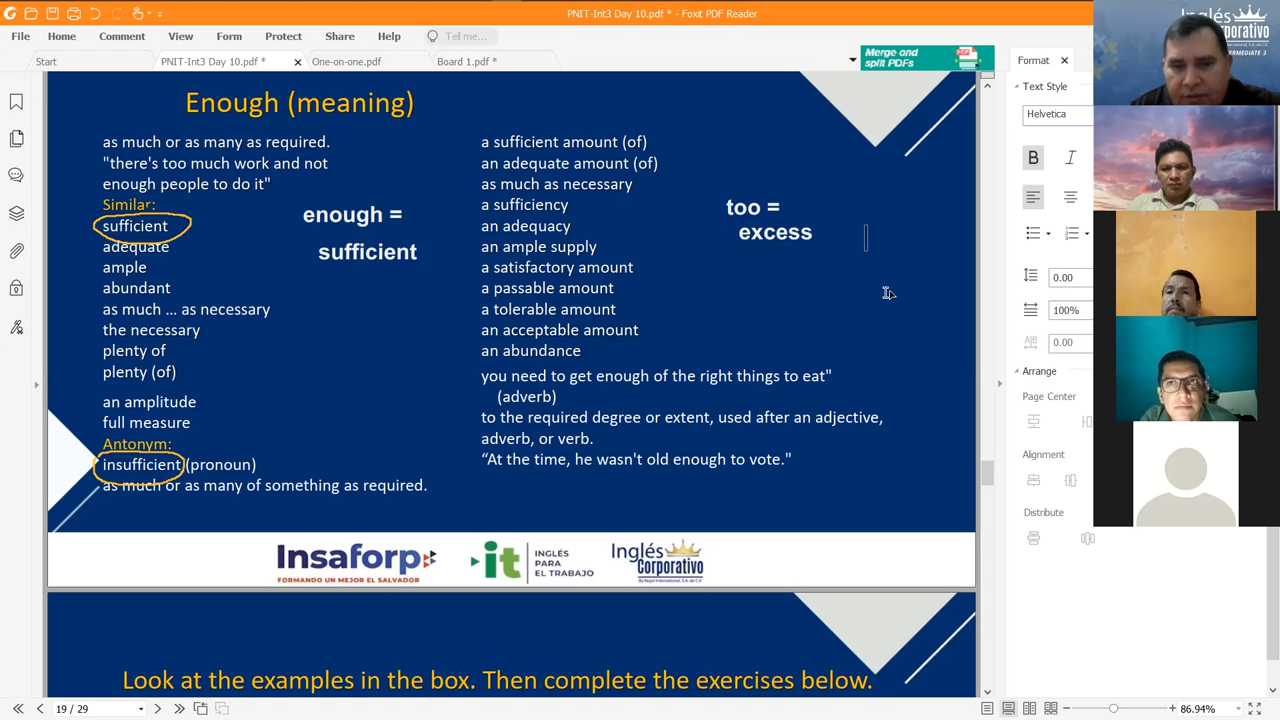 PNIT-Int3 Day 10.pdf * - Foxit PDF Reader
File Home Comment View Form Protect Share Help Tell me...
Start PNIT-Int3 Day 10.pdf * One-on-one.pdf Board 1.pdf *
Merge and
split PDFs
Enough (meaning)
as much or as many as required.
"there's too much work and not
enough people to do it"
Similar:
sufficient
adequate
ample
abundant
as much ... as necessary
the necessary
plenty of
plenty (of)
an amplitude
full measure
Antonym:
insufficient (pronoun)
as much or as many of something as required.
enough =
sufficient
a sufficient amount (of)
an adequate amount (of)
as much as necessary
a sufficiency
an adequacy
an ample supply
a satisfactory amount
a passable amount
a tolerable amount
an acceptable amount
an abundance
you need to get enough of the right things to eat"
(adverb)
to the required degree or extent, used after an adjective,
adverb, or verb.
“At the time, he wasn't old enough to vote."
too =
excess
Insaforp
FORMANDO UN MEJOR EL SALVADOR
it
INGLÉS
PARA
EL TRABAJO
Inglés
Corporativo
By Regal International, S.A. de C.V.
Look at the examples in the box. Then complete the exercises below.
Format
Text Style
Helvetica
B I
0.00
100%
AB 0.00
Arrange
Page Center
Alignment
Distribute
Inglés
Corporativo
INTERMEDIATE 3
19 / 29
86.94%